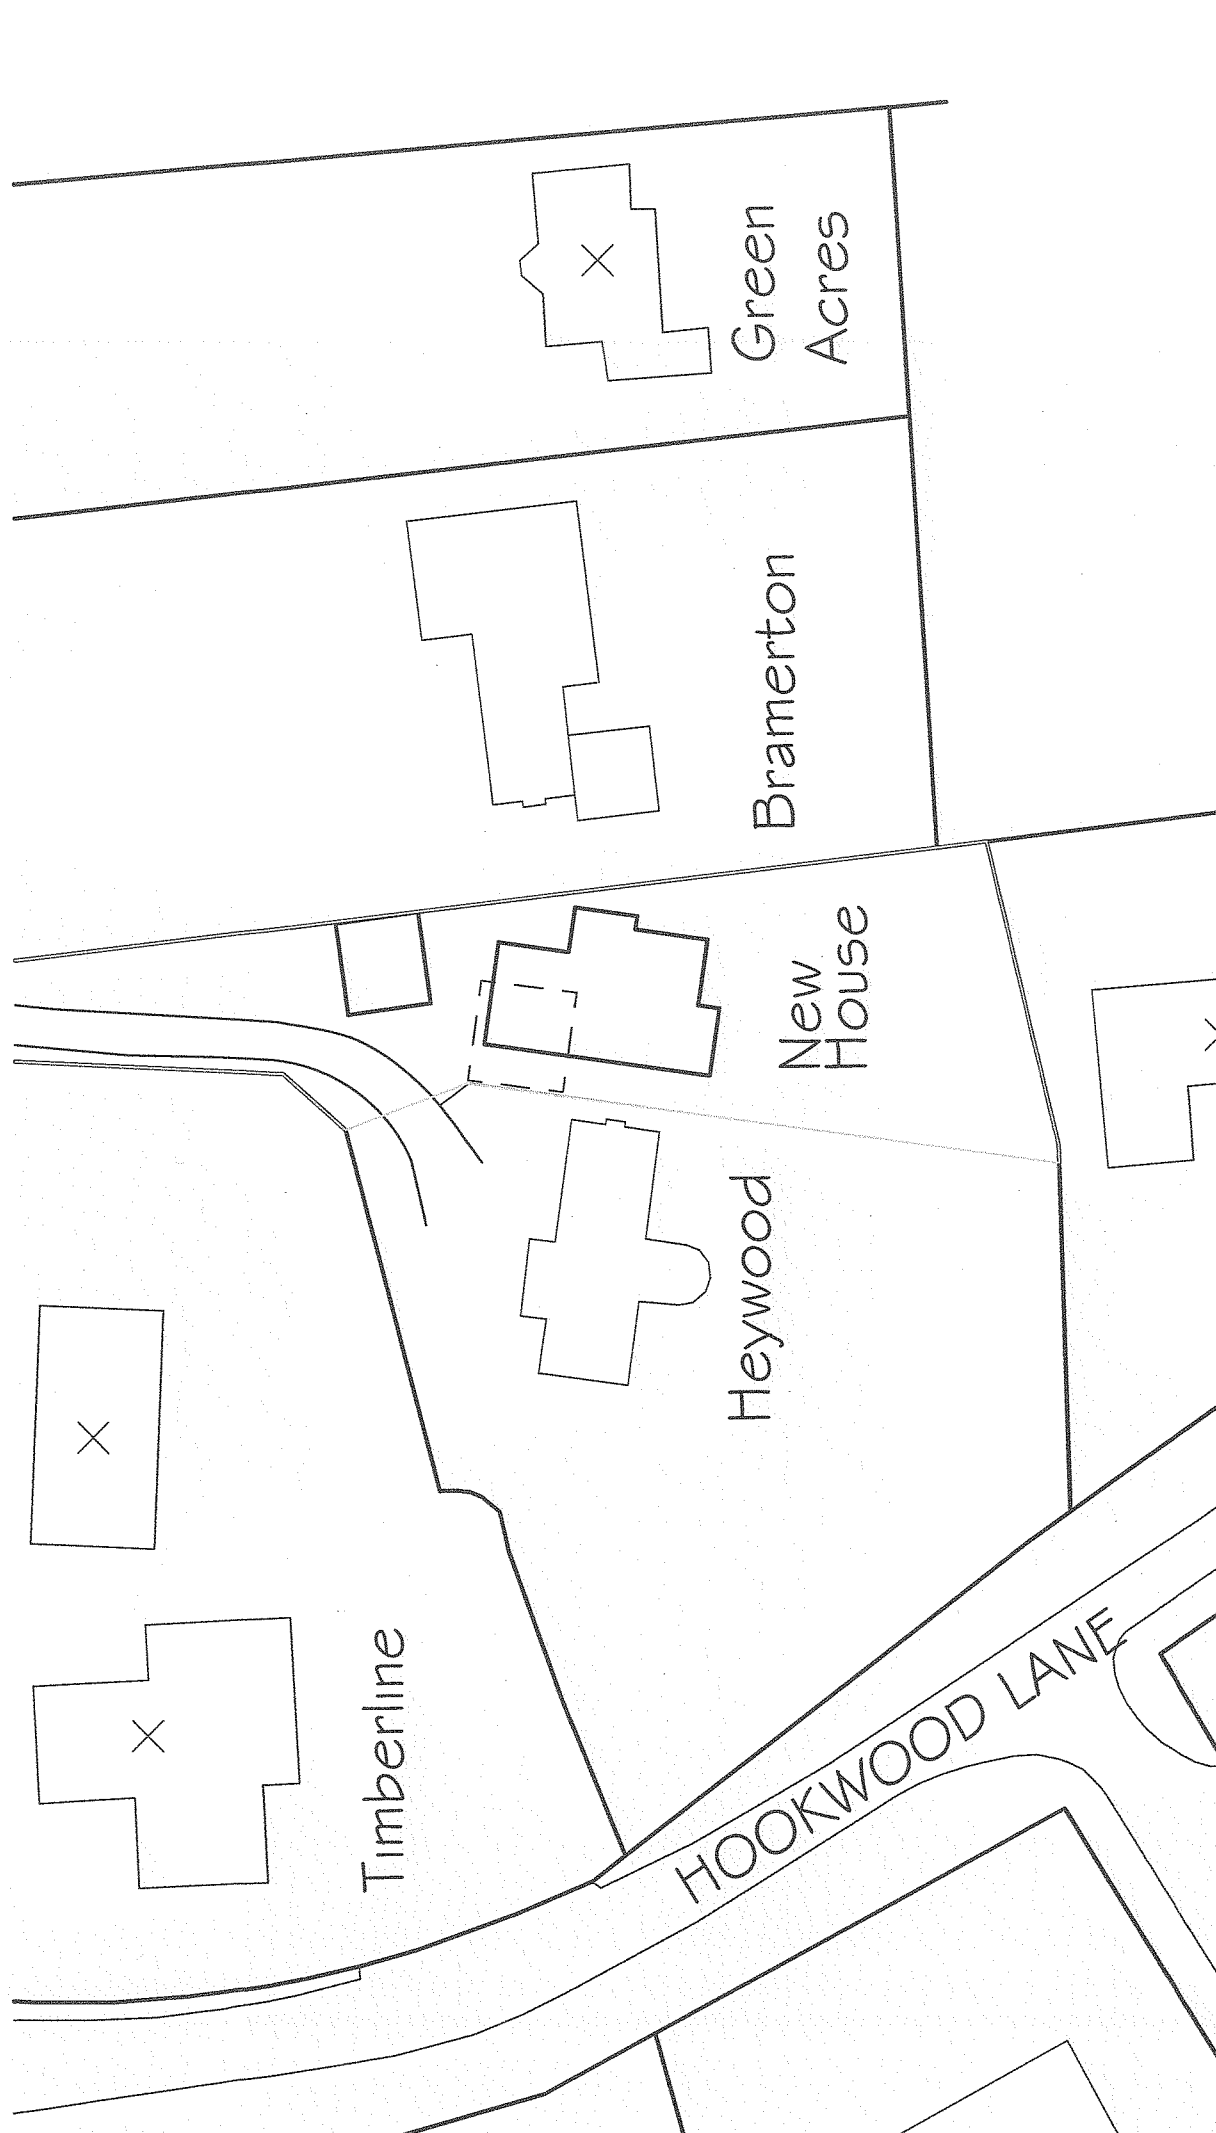 Green
Acres
Bramerton
New
House
Heywood
Timberline
HOOKWOOD LANE